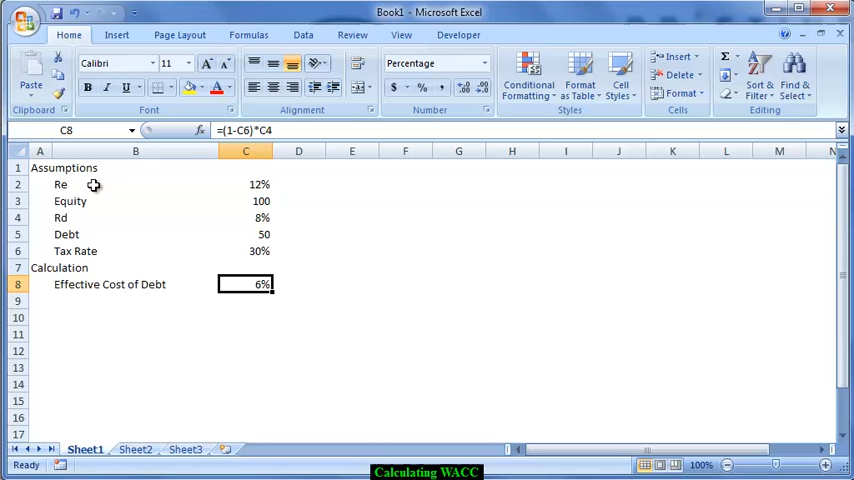 Book1 - Microsoft Excel
Home Insert Page Layout Formulas Data Review View Developer
Calibri 11 Percentage Insert Delete Format
Paste Conditional Formatting Format as Table Cell Styles Sort & Filter Find & Select
Clipboard Font Alignment Number Styles Cells Editing
C8 fx =(1-C6)*C4
A B C D E F G H I J K L M N
1 Assumptions
2 Re 12%
3 Equity 100
4 Rd 8%
5 Debt 50
6 Tax Rate 30%
7 Calculation
8 Effective Cost of Debt 6%
9
10
11
12
13
14
15
16
17
Sheet1 Sheet2 Sheet3
Ready 100%
Calculating WACC